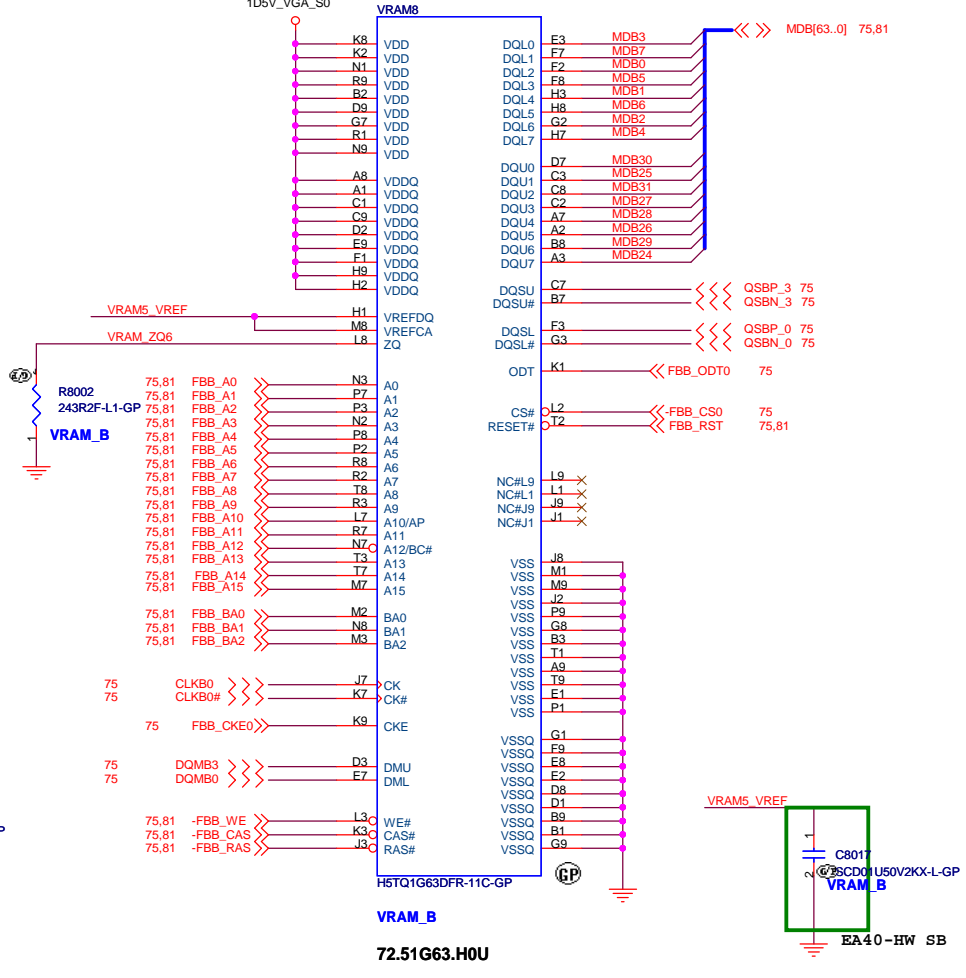 1D5V_VGA_S0
VRAM8
K8 VDD
K2 VDD
N1 VDD
R9 VDD
B2 VDD
D9 VDD
G7 VDD
R1 VDD
N9 VDD
A8 VDDQ
A1 VDDQ
C1 VDDQ
C9 VDDQ
D2 VDDQ
E9 VDDQ
F1 VDDQ
H9 VDDQ
H2 VDDQ
VRAM5_VREF H1 VREFDQ
M8 VREFCA
VRAM_ZQ6 L8 ZQ
R8002
243R2F-L1-GP
1
VRAM_B
75,81 FBB_A0 N3 A0
75,81 FBB_A1 P7 A1
75,81 FBB_A2 P3 A2
75,81 FBB_A3 N2 A3
75,81 FBB_A4 P8 A4
75,81 FBB_A5 P2 A5
75,81 FBB_A6 R8 A6
75,81 FBB_A7 R2 A7
75,81 FBB_A8 T8 A8
75,81 FBB_A9 R3 A9
75,81 FBB_A10 L7 A10/AP
75,81 FBB_A11 R7 A11
75,81 FBB_A12 N7 A12/BC#
75,81 FBB_A13 T3 A13
75,81 FBB_A14 T7 A14
75,81 FBB_A15 M7 A15
75,81 FBB_BA0 M2 BA0
75,81 FBB_BA1 N8 BA1
75,81 FBB_BA2 M3 BA2
75 CLKB0 J7 CK
75 CLKB0# K7 CK#
75 FBB_CKE0 K9 CKE
75 DQMB3 D3 DMU
75 DQMB0 E7 DML
75,81 -FBB_WE L3 WE#
75,81 -FBB_CAS K3 CAS#
75,81 -FBB_RAS J3 RAS#
DQL0 E3 MDB3
DQL1 F7 MDB7
DQL2 F2 MDB0
DQL3 F8 MDB5
DQL4 H3 MDB1
DQL5 H8 MDB6
DQL6 G2 MDB2
DQL7 H7 MDB4
MDB[63..0] 75,81
DQU0 D7 MDB30
DQU1 C3 MDB25
DQU2 C8 MDB31
DQU3 C2 MDB27
DQU4 A7 MDB28
DQU5 A2 MDB26
DQU6 B8 MDB29
DQU7 A3 MDB24
DQSU C7 QSBP_3 75
DQSU# B7 QSBN_3 75
DQSL F3 QSBP_0 75
DQSL# G3 QSBN_0 75
ODT K1 FBB_ODT0 75
CS# L2 -FBB_CS0 75
RESET# T2 FBB_RST 75,81
NC#L9 L9
NC#L1 L1
NC#J9 J9
NC#J1 J1
VSS J8
VSS M1
VSS M9
VSS J2
VSS P9
VSS G8
VSS B3
VSS T1
VSS A9
VSS T9
VSS E1
VSS P1
VSSQ G1
VSSQ F9
VSSQ E8
VSSQ E2
VSSQ D8
VSSQ D1
VSSQ B9
VSSQ B1
VSSQ G9
H5TQ1G63DFR-11C-GP
GP
VRAM_B
72.51G63.H0U
VRAM5_VREF
1
C8017
2
SCD01U50V2KX-L-GP
VRAM_B
EA40-HW SB
P